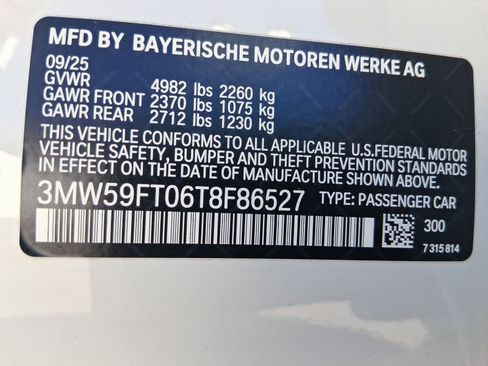 MFD BY BAYERISCHE MOTOREN WERKE AG
09/25
GVWR 4982 lbs 2260 kg
GAWR FRONT 2370 lbs 1075 kg
GAWR REAR 2712 lbs 1230 kg
THIS VEHICLE CONFORMS TO ALL APPLICABLE U.S.FEDERAL MOTOR
VEHICLE SAFETY, BUMPER AND THEFT PREVENTION STANDARDS
IN EFFECT ON THE DATE OF MANUFACTURE SHOWN ABOVE.
3MW59FT06T8F86527 TYPE: PASSENGER CAR
300
7 315 814